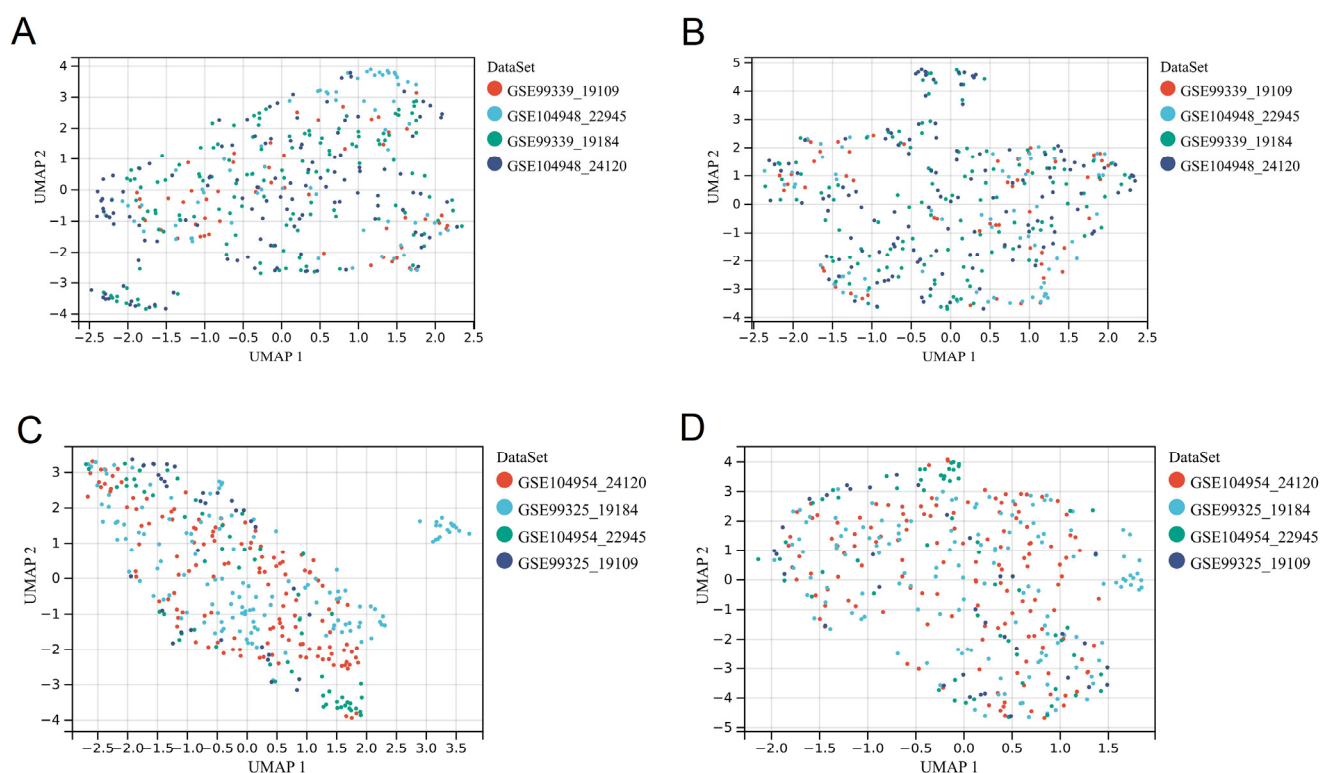 A
4
3
2
1
0
−1
−2
−3
−4
UMAP 2
−2.5 −2.0 −1.5 −1.0 −0.5 0.0 0.5 1.0 1.5 2.0 2.5
UMAP 1
DataSet
GSE99339_19109
GSE104948_22945
GSE99339_19184
GSE104948_24120
B
5
4
3
2
1
0
−1
−2
−3
−4
UMAP 2
−2.5 −2.0 −1.5 −1.0 −0.5 0.0 0.5 1.0 1.5 2.0 2.5
UMAP 1
DataSet
GSE99339_19109
GSE104948_22945
GSE99339_19184
GSE104948_24120
C
3
2
1
0
−1
−2
−3
−4
UMAP 2
−2.5 −2.0 −1.5 −1.0 −0.5 0.0 0.5 1.0 1.5 2.0 2.5 3.0 3.5
UMAP 1
DataSet
GSE104954_24120
GSE99325_19184
GSE104954_22945
GSE99325_19109
D
4
3
2
1
0
−1
−2
−3
−4
−5
UMAP 2
−2.0 −1.5 −1.0 −0.5 0.0 0.5 1.0 1.5
UMAP 1
DataSet
GSE104954_24120
GSE99325_19184
GSE104954_22945
GSE99325_19109